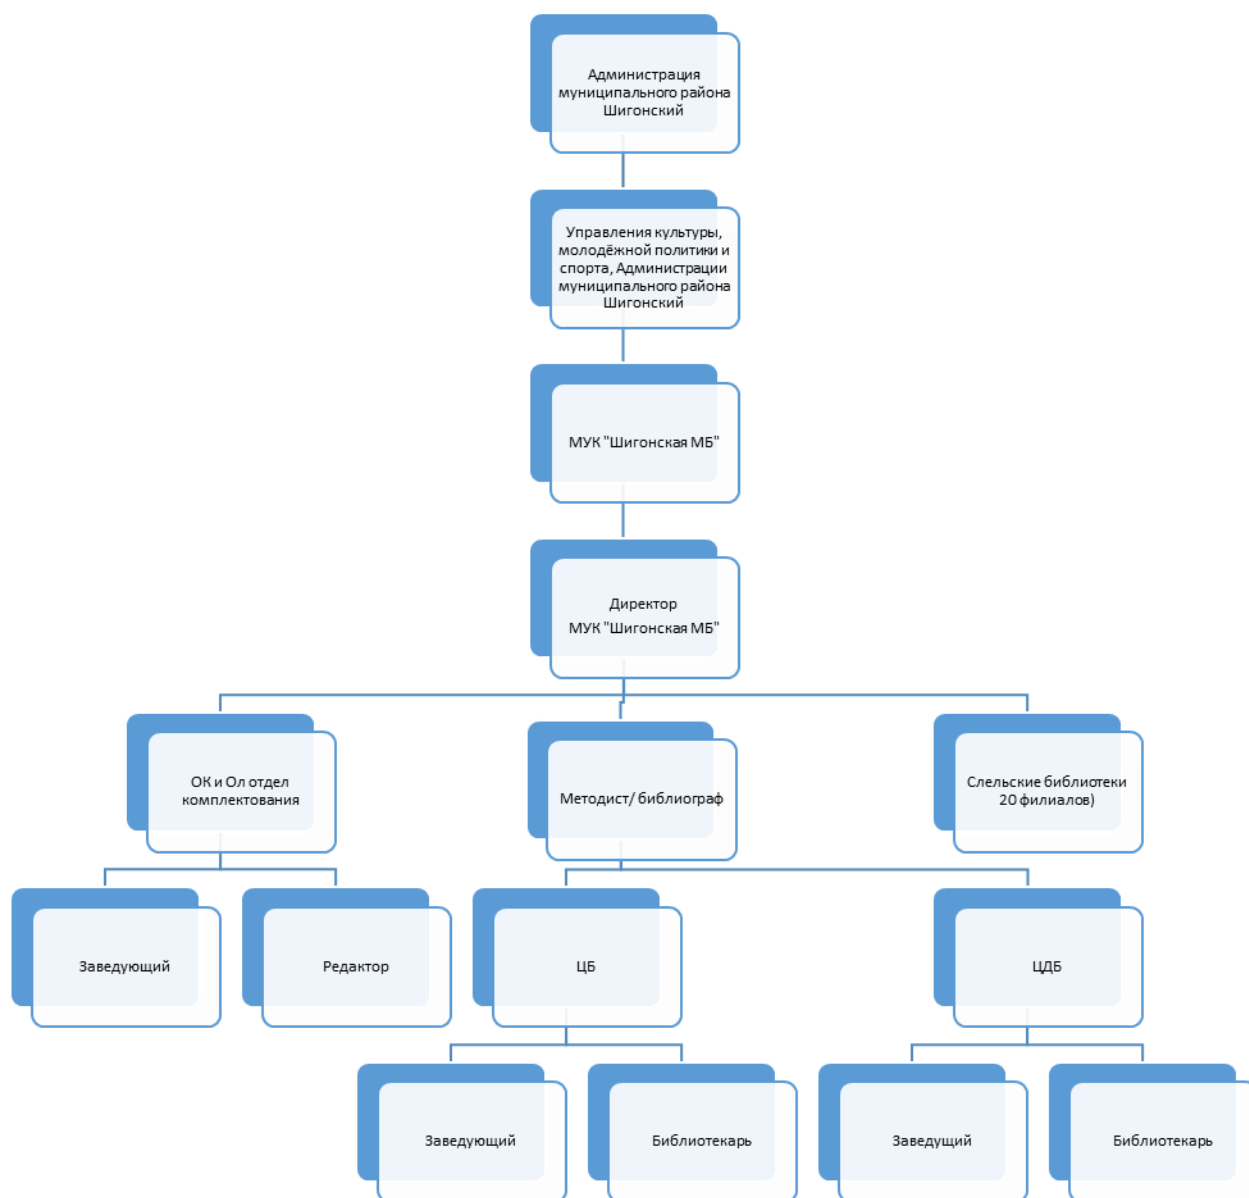 Администрация
муниципального района
Шигонский
Управления культуры,
молодёжной политики и
спорта, Администрации
муниципального района
Шигонский
МУК "Шигонская МБ"
Директор
МУК "Шигонская МБ"
ОК и Ол отдел
комплектования
Методист/ библиограф
Слельские библиотеки
20 филиалов)
Заведующий
Редактор
ЦБ
ЦДБ
Заведующий
Библиотекарь
Заведущий
Библиотекарь